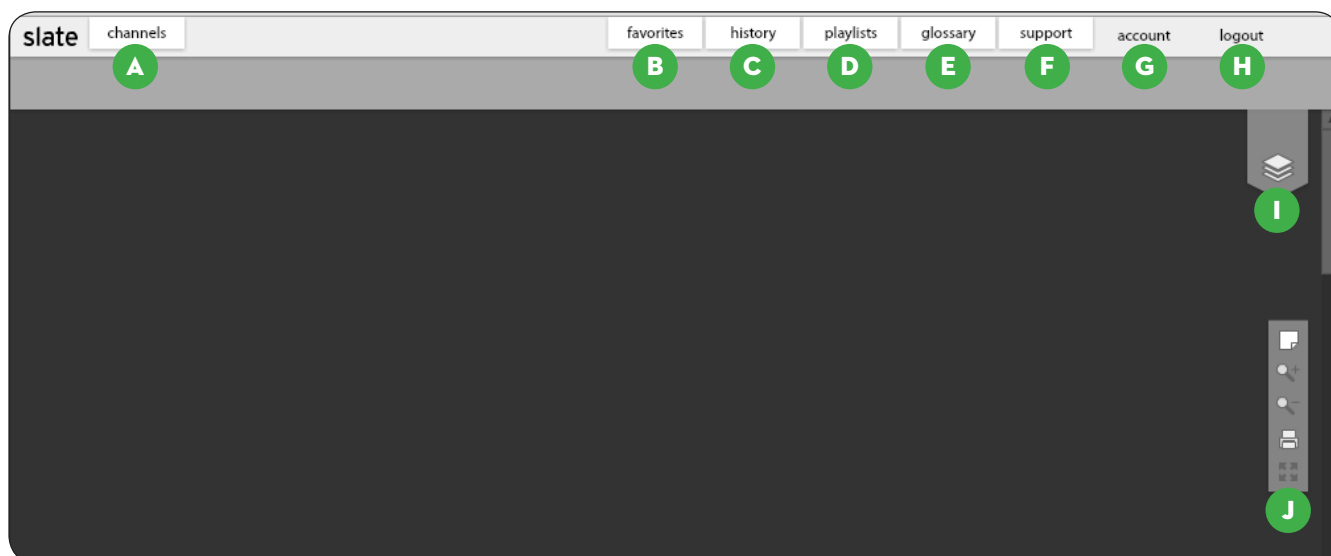 slate channels favorites history playlists glossary support account logout
A B C D E F G H
I
J